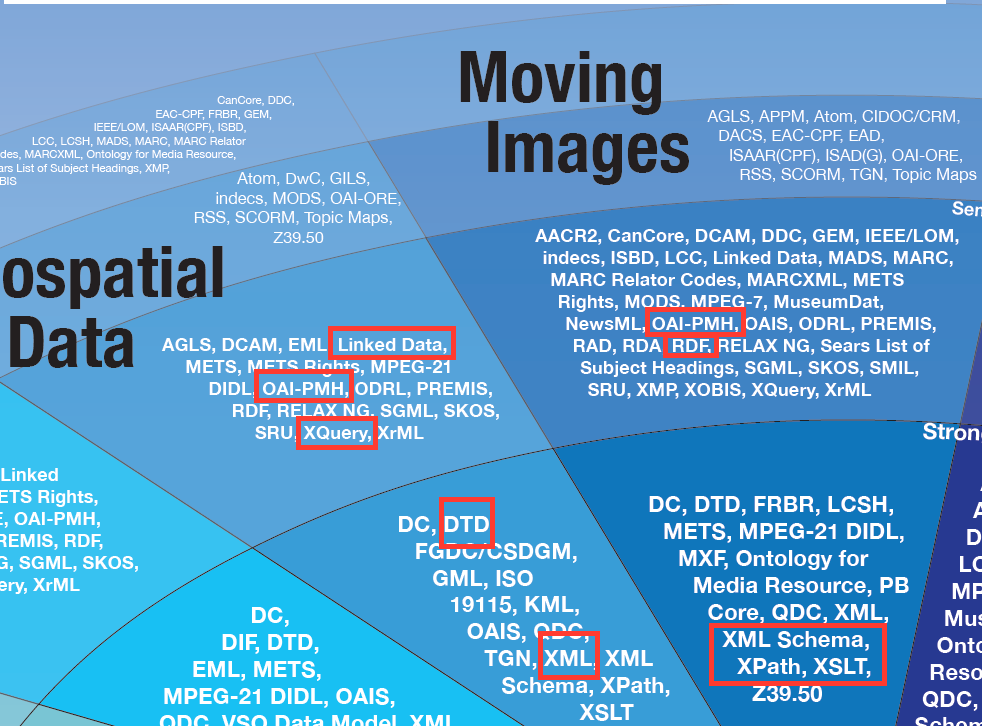 Moving
Images
CanCore, DDC,
EAC-CPF, FRBR, GEM,
IEEE/LOM, ISAAR(CPF), ISBD,
LCC, LCSH, MADS, MARC, MARC Relator
des, MARCXML, Ontology for Media Resource,
ars List of Subject Headings, XMP,
OBIS
Atom, DwC, GILS,
indecs, MODS, OAI-ORE,
RSS, SCORM, Topic Maps,
Z39.50
AGLS, APPM, Atom, CIDOC/CRM,
DACS, EAC-CPF, EAD,
ISAAR(CPF), ISAD(G), OAI-ORE,
RSS, SCORM, TGN, Topic Maps
Sem
AACR2, CanCore, DCAM, DDC, GEM, IEEE/LOM,
indecs, ISBD, LCC, Linked Data, MADS, MARC,
MARC Relator Codes, MARCXML, METS
Rights, MODS, MPEG-7, MuseumDat,
NewsML, OAI-PMH, OAIS, ODRL, PREMIS,
RAD, RDA, RDF, RELAX NG, Sears List of
Subject Headings, SGML, SKOS, SMIL,
SRU, XMP, XOBIS, XQuery, XrML
ospatial
Data
AGLS, DCAM, EML, Linked Data,
METS, METS Rights, MPEG-21
DIDL, OAI-PMH, ODRL, PREMIS,
RDF, RELAX NG, SGML, SKOS,
SRU, XQuery, XrML
Strong
Linked
ETS Rights,
E, OAI-PMH,
REMIS, RDF,
G, SGML, SKOS,
ery, XrML
DC, DTD,
FGDC/CSDGM,
GML, ISO
19115, KML,
OAIS, QDC,
TGN, XML, XML
Schema, XPath,
XSLT
DC, DTD, FRBR, LCSH,
METS, MPEG-21 DIDL,
MXF, Ontology for
Media Resource, PB
Core, QDC, XML,
XML Schema,
XPath, XSLT,
Z39.50
DC,
DIF, DTD,
EML, METS,
MPEG-21 DIDL, OAIS,
QDC, VSO Data Model, XML
A
D
LC
MP
Mus
Onto
Reso
QDC,
Schem